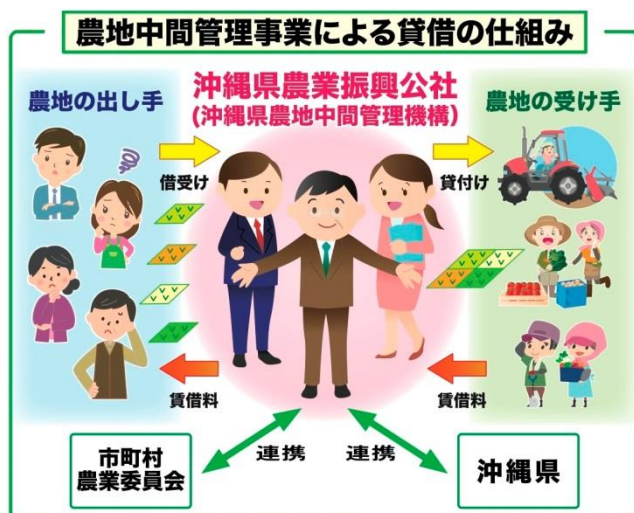 農地中間管理事業による貸借の仕組み
沖縄県農業振興公社
(沖縄県農地中間管理機構)
農地の出し手
農地の受け手
借受け
貸付け
賃借料
賃借料
連携
連携
市町村
農業委員会
沖縄県